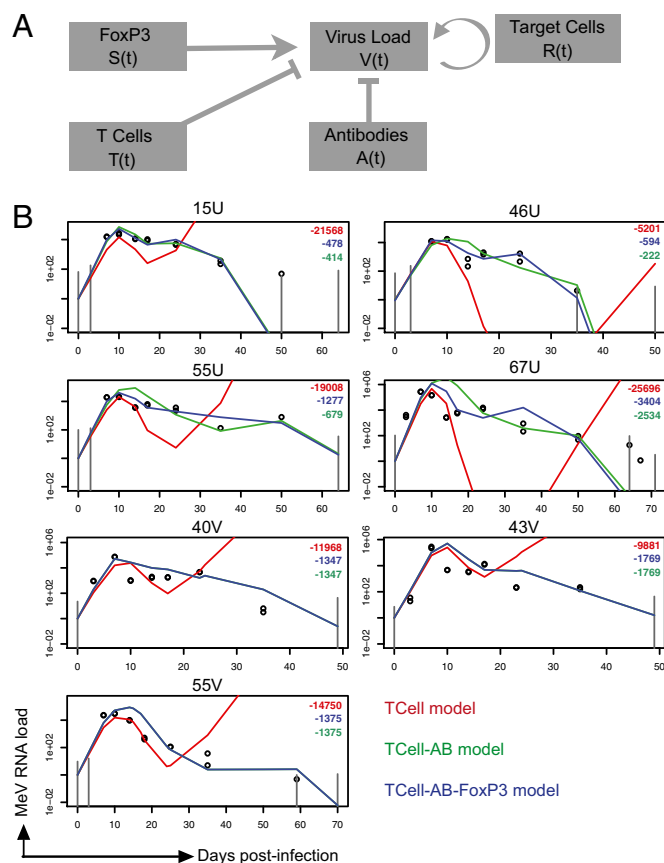 A
FoxP3
S(t)
Virus Load
V(t)
Target Cells
R(t)
T Cells
T(t)
Antibodies
A(t)
B
15U
-21568
-478
-414
1e+02
1e-02
0 10 20 30 40 50 60
46U
-5201
-594
-222
1e+02
1e-02
0 10 20 30 40 50
55U
-19008
-1277
-679
1e+02
1e-02
0 10 20 30 40 50 60
67U
-25696
-3404
-2534
1e+06
1e+02
1e-02
0 10 20 30 40 50 60 70
40V
-11968
-1347
-1347
1e+06
1e+02
1e-02
0 10 20 30 40 50
43V
-9881
-1769
-1769
1e+06
1e+02
1e-02
0 10 20 30 40 50
55V
-14750
-1375
-1375
1e+02
1e-02
0 10 20 30 40 50 60 70
TCell model
TCell-AB model
TCell-AB-FoxP3 model
MeV RNA load
Days post-infection